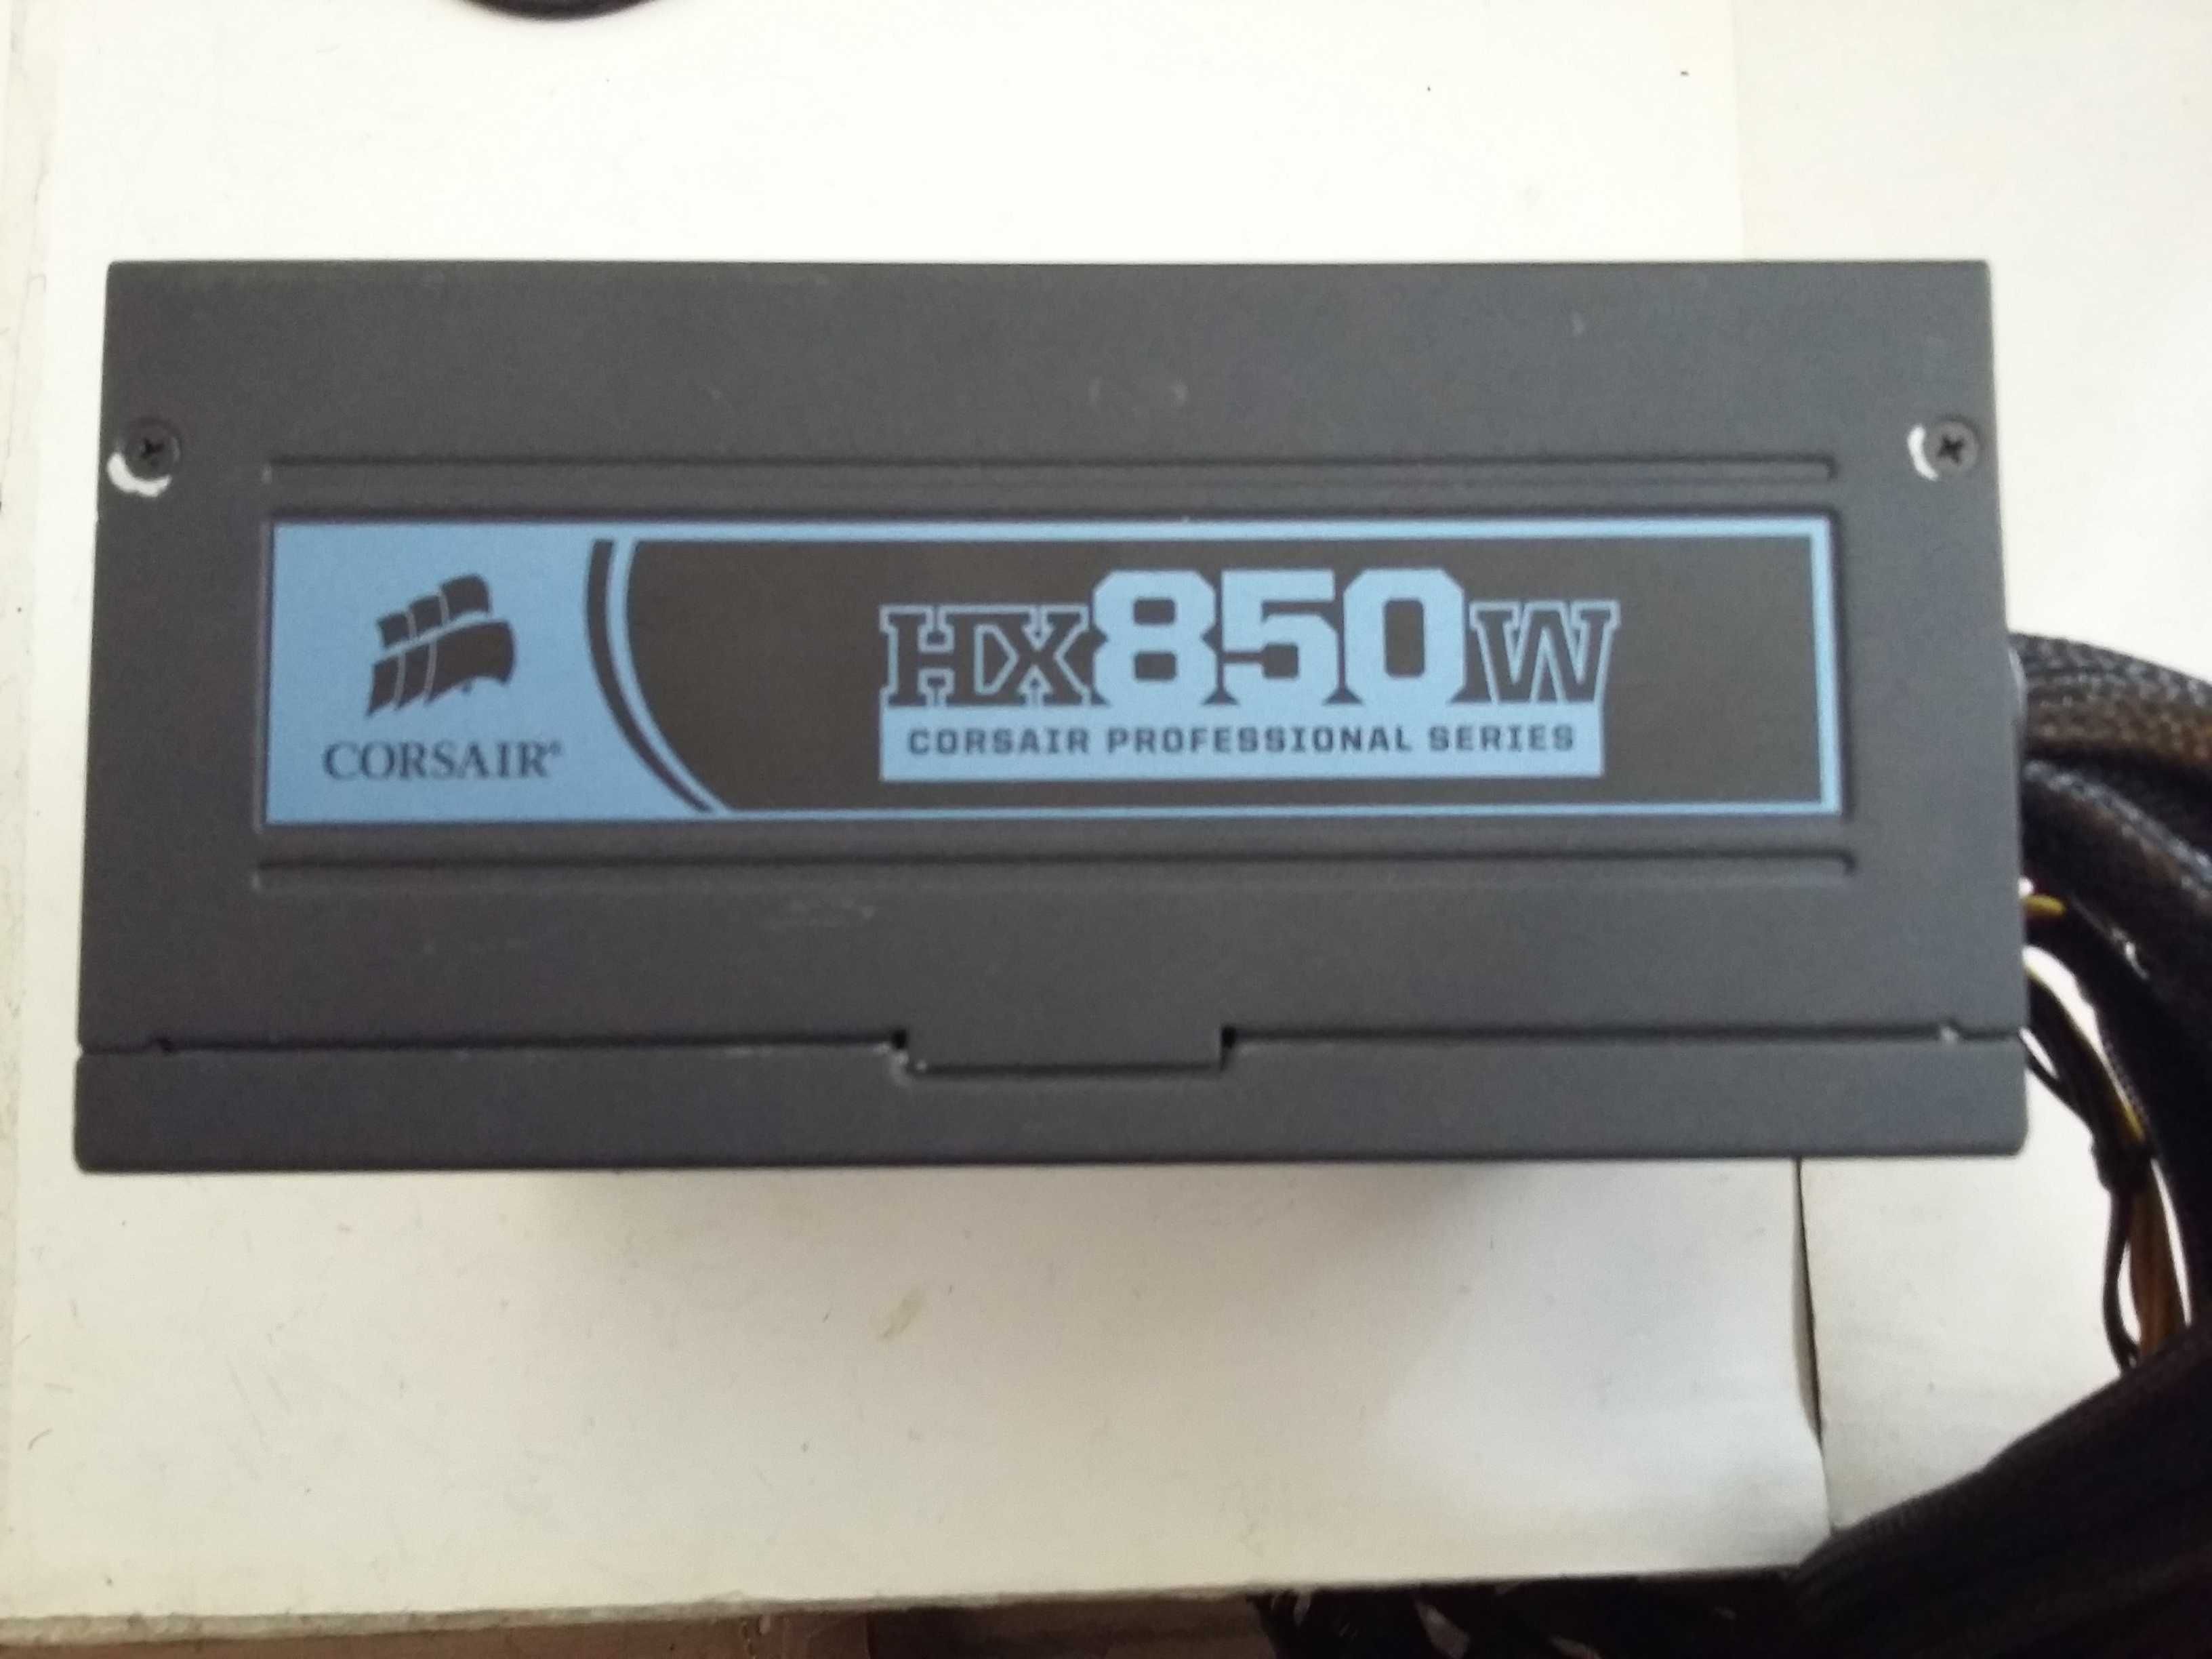 CORSAIR®
HX850W
CORSAIR PROFESSIONAL SERIES